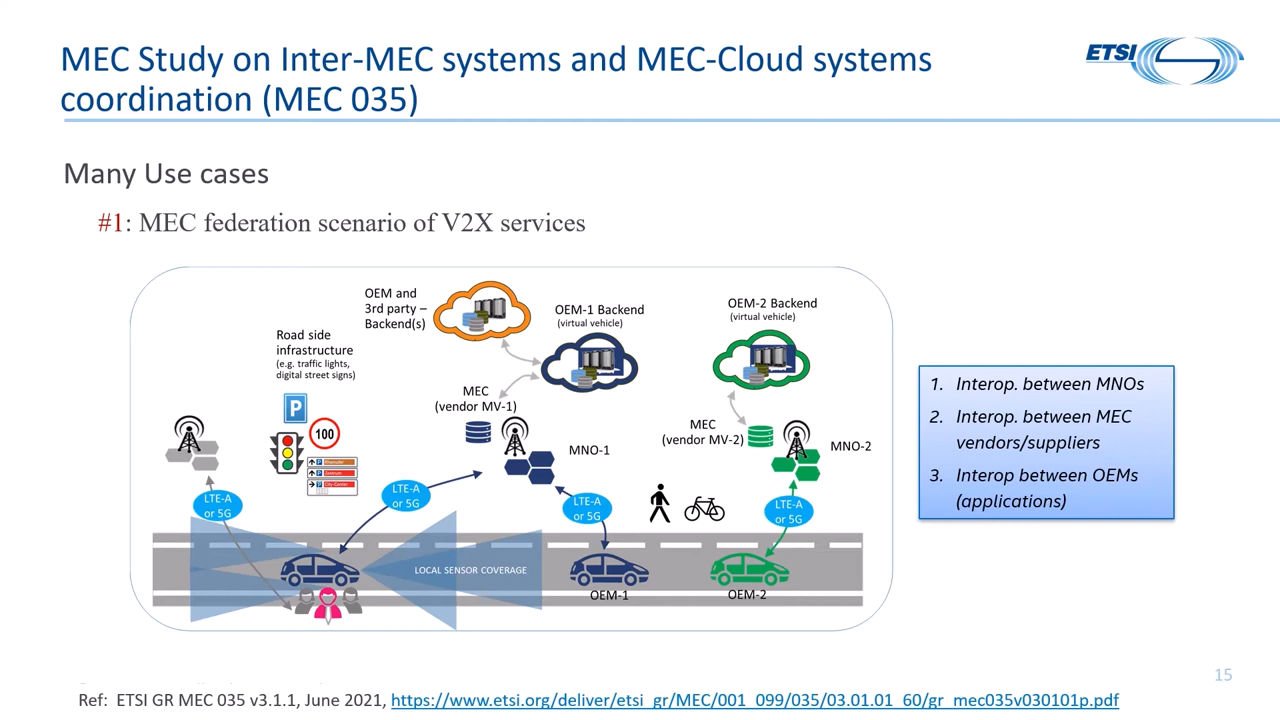 MEC Study on Inter-MEC systems and MEC-Cloud systems
coordination (MEC 035)
ETSI
Many Use cases
#1: MEC federation scenario of V2X services
OEM and
3rd party –
Backend(s)
OEM-1 Backend
(virtual vehicle)
OEM-2 Backend
(virtual vehicle)
Road side
infrastructure
(e.g. traffic lights,
digital street signs)
P
100
MEC
(vendor MV-1)
MNO-1
MEC
(vendor MV-2)
MNO-2
LTE-A
or 5G
LTE-A
or 5G
LTE-A
or 5G
LTE-A
or 5G
P Zentrum
P City-Center
LOCAL SENSOR COVERAGE
OEM-1
OEM-2
1. Interop. between MNOs
2. Interop. between MEC
vendors/suppliers
3. Interop between OEMs
(applications)
15
Ref: ETSI GR MEC 035 v3.1.1, June 2021, https://www.etsi.org/deliver/etsi_gr/MEC/001_099/035/03.01.01_60/gr_mec035v030101p.pdf